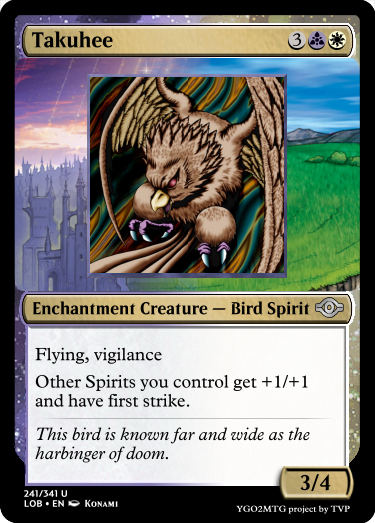 Takuhee 3
Enchantment Creature — Bird Spirit
Flying, vigilance
Other Spirits you control get +1/+1
and have first strike.
This bird is known far and wide as the
harbinger of doom.
3/4
241/341 U
LOB • EN Konami
YGO2MTG project by TVP